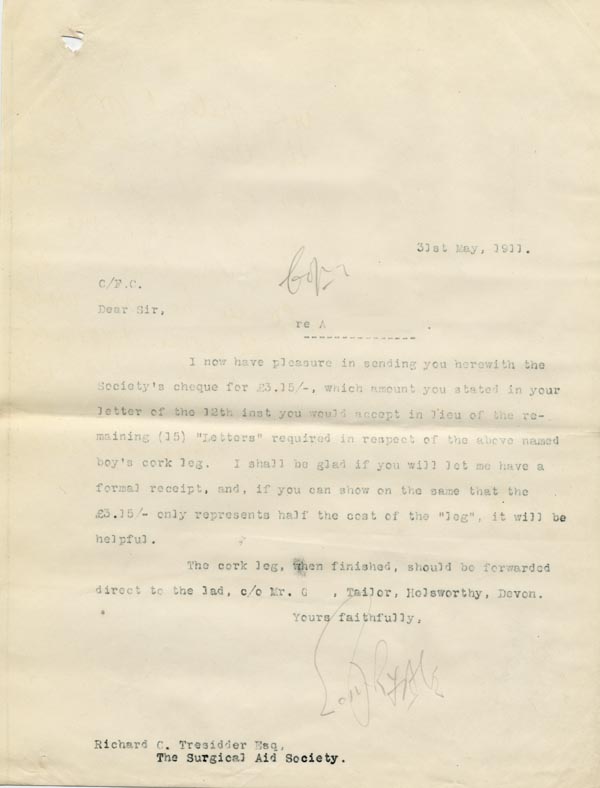 31st May, 1911.
Copy
C/F.C.
Dear Sir,
re A
I now have pleasure in sending you herewith the
Society's cheque for £3.15/-, which amount you stated in your
letter of the 12th inst you would accept in lieu of the re-
maining (15) "Letters" required in respect of the above named
boy's cork leg. I shall be glad if you will let me have a
formal receipt, and, if you can show on the same that the
£3.15/- only represents half the cost of the "leg", it will be
helpful.
The cork leg, when finished, should be forwarded
direct to the lad, c/o Mr. G , Tailor, Holsworthy, Devon.
Yours faithfully,
Richard C. Tresidder Esq,
The Surgical Aid Society.